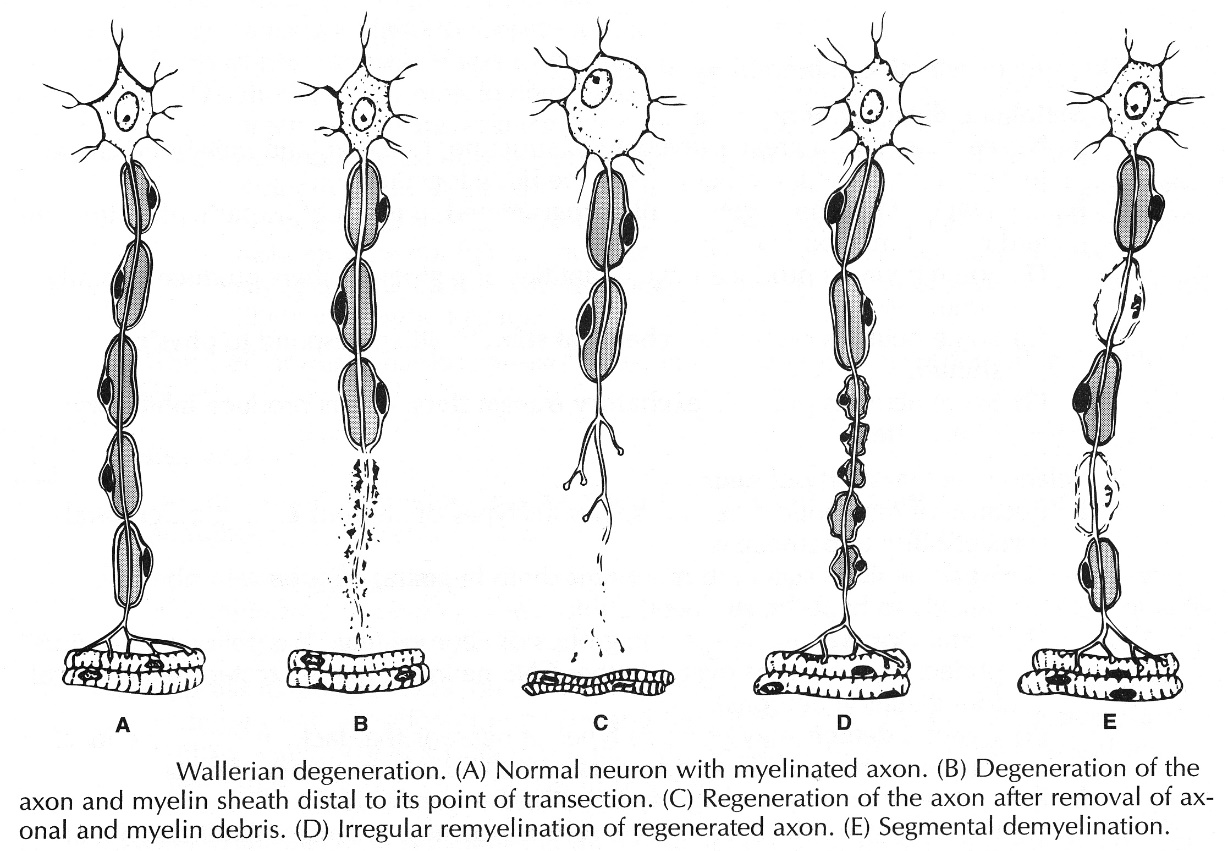 A B C D E
Wallerian degeneration. (A) Normal neuron with myelinated axon. (B) Degeneration of the
axon and myelin sheath distal to its point of transection. (C) Regeneration of the axon after removal of ax-
onal and myelin debris. (D) Irregular remyelination of regenerated axon. (E) Segmental demyelination.